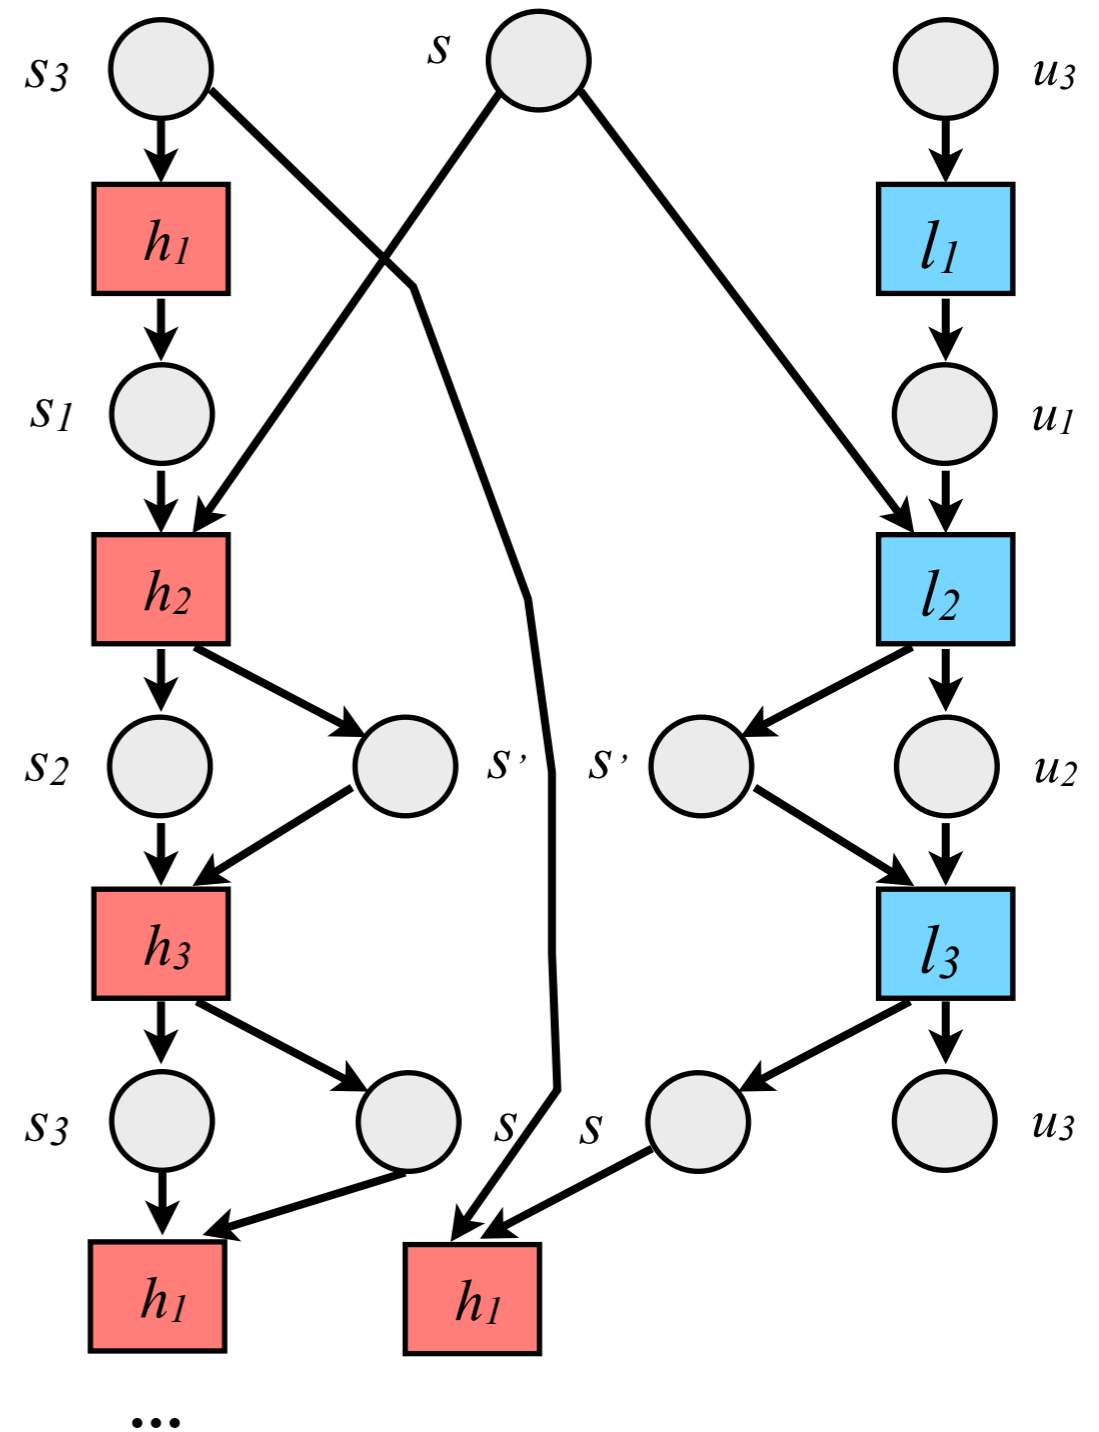 s3 s u3
h1 l1
s1 u1
h2 l2
s2 s’ s’ u2
h3 l3
s3 s s u3
h1 h1
...